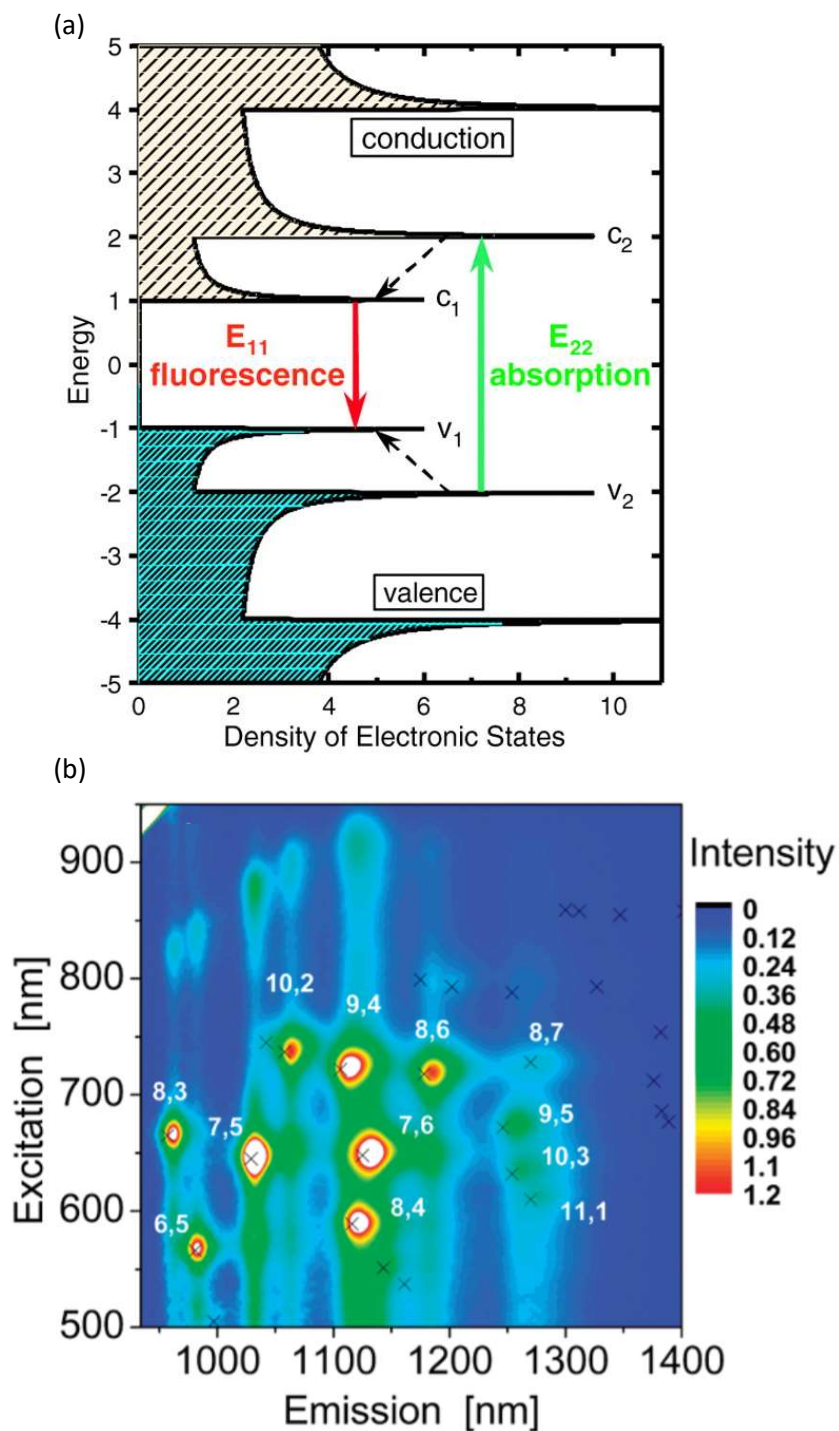 (a)
5
4
conduction
3
2
c2
1
c1
E11
fluorescence
E22
absorption
0
Energy
-1
v1
-2
v2
-3
valence
-4
-5
0 2 4 6 8 10
Density of Electronic States
(b)
Intensity
0
0.12
0.24
0.36
0.48
0.60
0.72
0.84
0.96
1.1
1.2
900
800
700
600
500
Excitation [nm]
10,2
9,4
8,6
8,7
8,3
7,5
7,6
9,5
10,3
6,5
8,4
11,1
1000 1100 1200 1300 1400
Emission [nm]